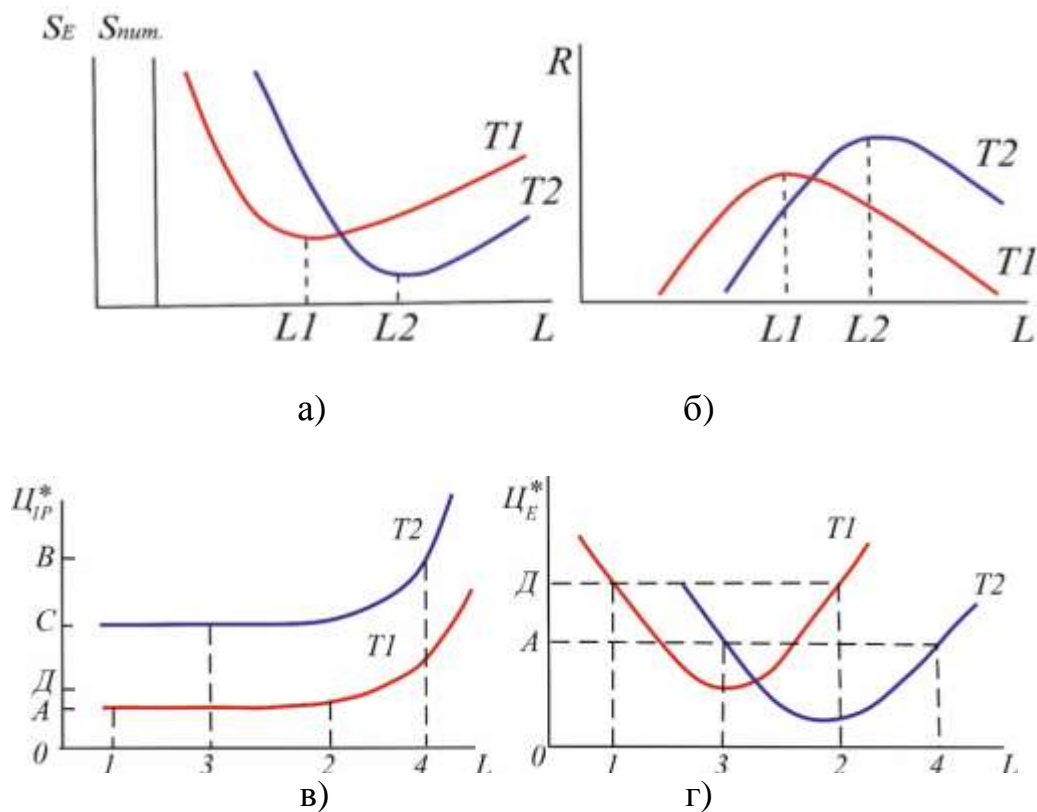 S_E S_пит.
T1
T2
L1 L2 L
R
T2
T1
L1 L2 L
а) б)
Ц*_IP
B
C
Д
A
0
T2
T1
1 3 2 4 L
Ц*_E
Д
A
0
T1
T2
1 3 2 4 L
в) г)